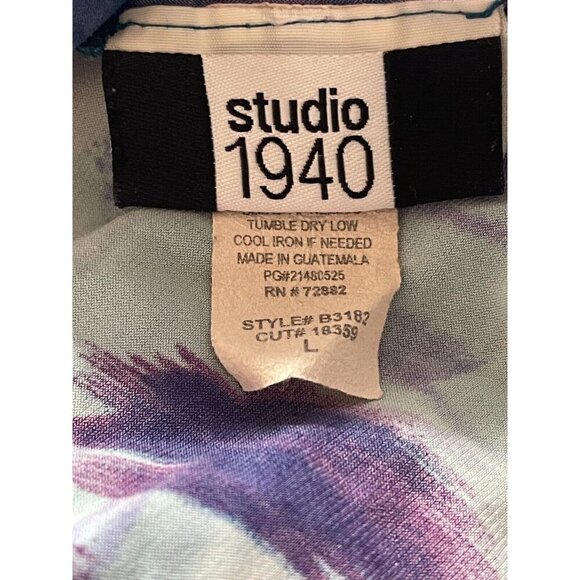 studio
1940
TUMBLE DRY LOW
COOL IRON IF NEEDED
MADE IN GUATEMALA
PG#21480525
RN # 72882
STYLE# B3182
CUT# 18359
L